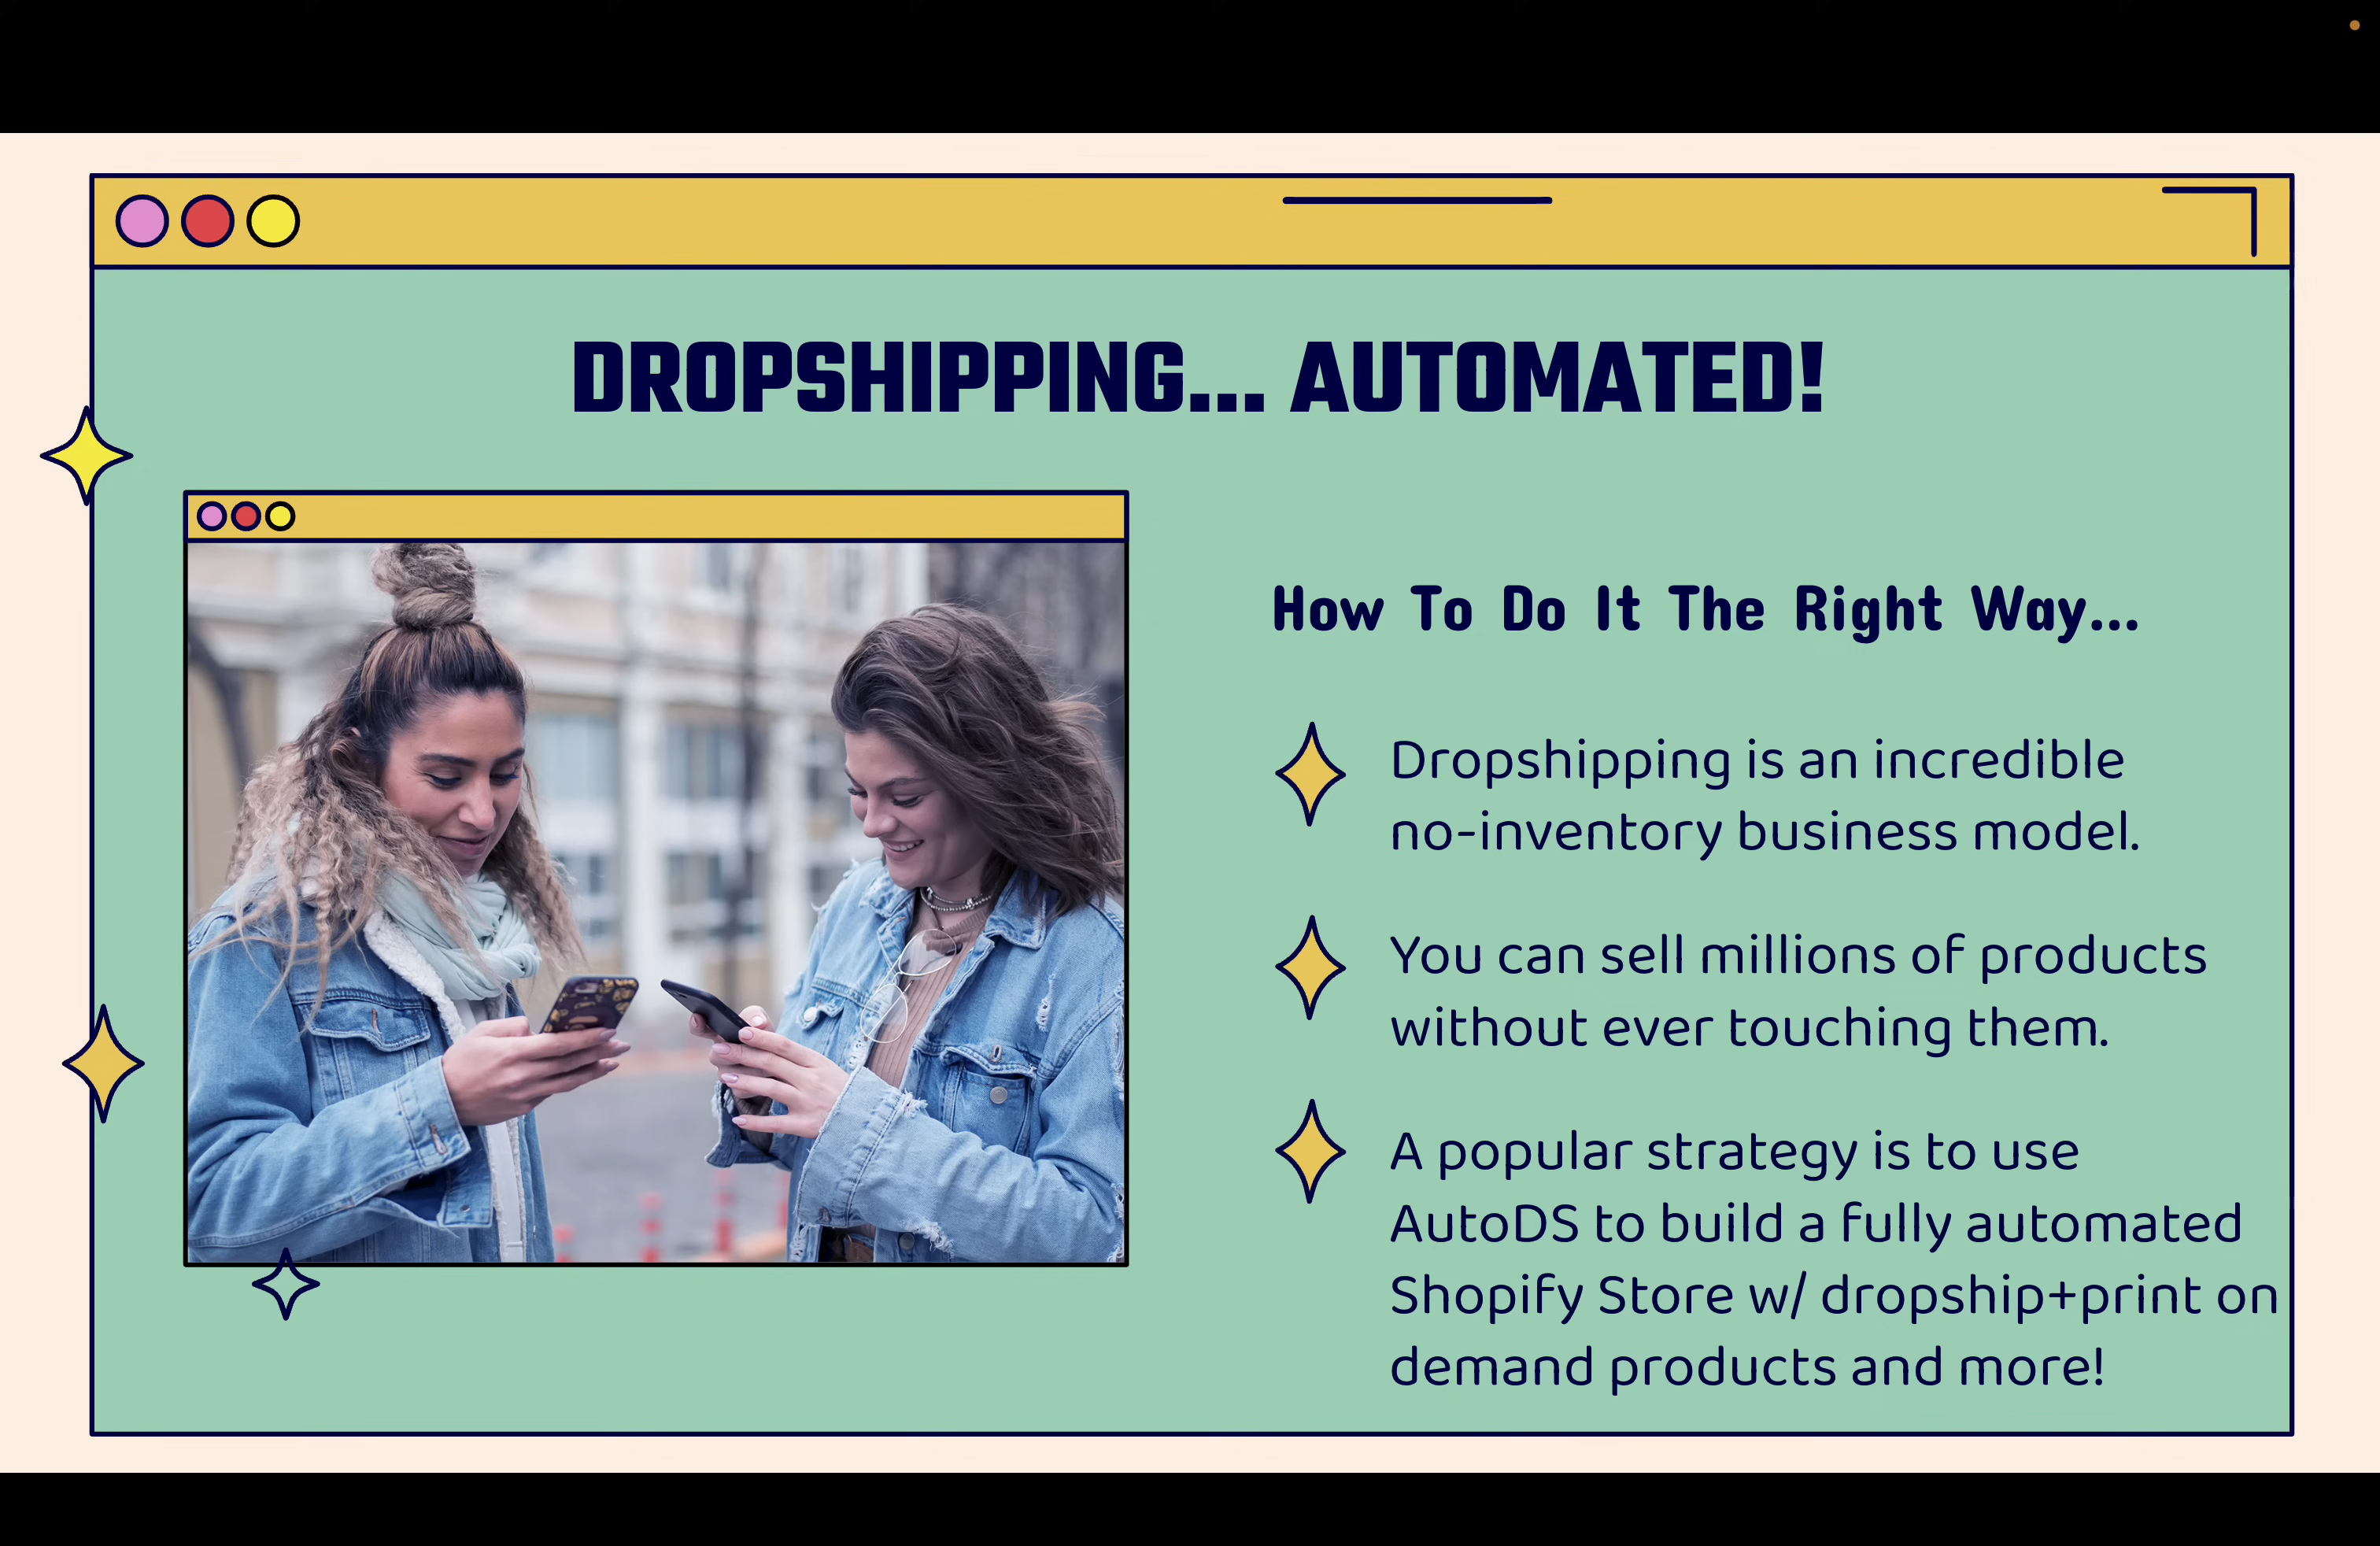 DROPSHIPPING... AUTOMATED!
How To Do It The Right Way...
Dropshipping is an incredible
no-inventory business model.
You can sell millions of products
without ever touching them.
A popular strategy is to use
AutoDS to build a fully automated
Shopify Store w/ dropship+print on
demand products and more!